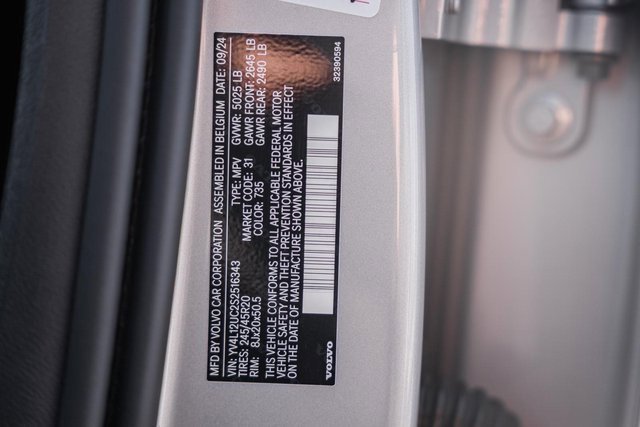 MFD BY VOLVO CAR CORPORATION ASSEMBLED IN BELGIUM DATE: 09/24
VIN: YV4L12UC2S2516343 TYPE: MPV GVWR: 5025 LB
TIRES: 245/45R20 MARKET CODE: 31 GAWR FRONT: 2645 LB
RIM: 8Jx20x50.5 COLOR: 735 GAWR REAR: 2490 LB
THIS VEHICLE CONFORMS TO ALL APPLICABLE FEDERAL MOTOR
VEHICLE SAFETY AND THEFT PREVENTION STANDARDS IN EFFECT
ON THE DATE OF MANUFACTURE SHOWN ABOVE.
VOLVO 32390594